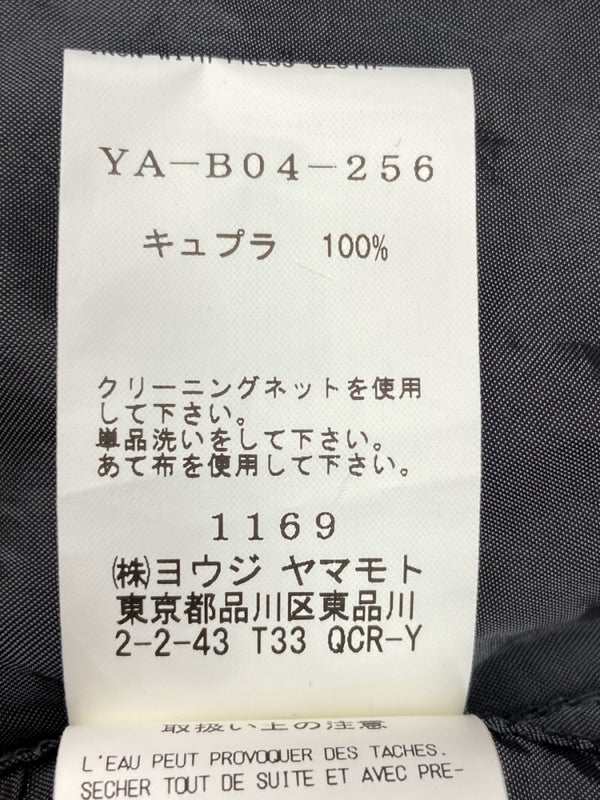 IRON WITH PRESS CLOTH.
YA-B04-256
キュプラ 100%
クリーニングネットを使用
して下さい。
単品洗いをして下さい。
あて布を使用して下さい。
1169
㈱ヨウジ ヤマモト
東京都品川区東品川
2-2-43 T33 QCR-Y
取扱い上の注意
L'EAU PEUT PROVOQUER DES TACHES.
SECHER TOUT DE SUITE ET AVEC PRE-